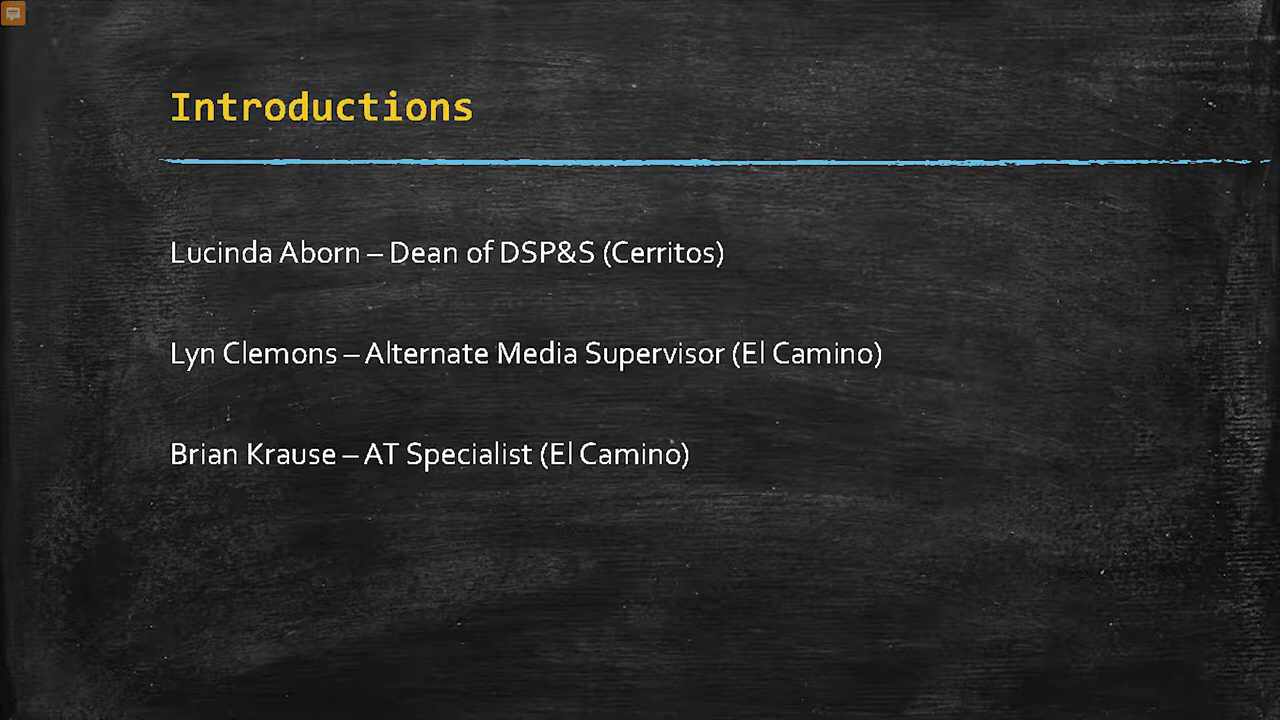 Introductions
Lucinda Aborn – Dean of DSP&S (Cerritos)
Lyn Clemons – Alternate Media Supervisor (El Camino)
Brian Krause – AT Specialist (El Camino)